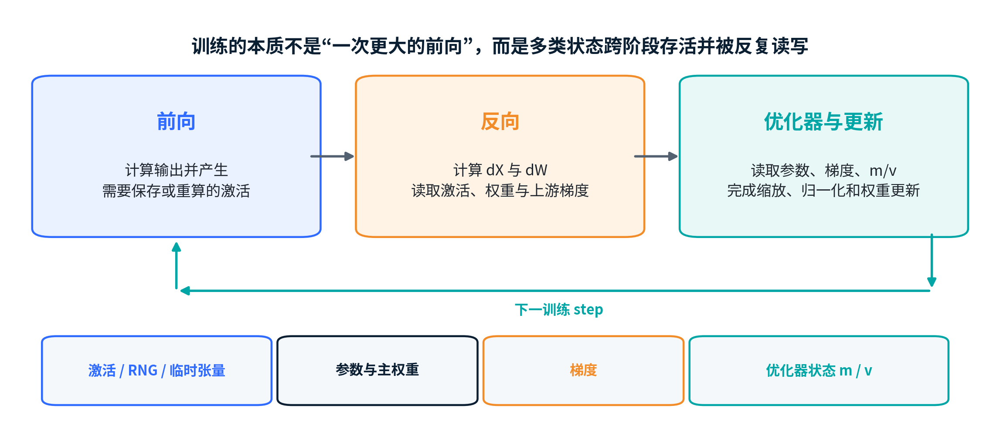 训练的本质不是“一次更大的前向”，而是多类状态跨阶段存活并被反复读写
前向
计算输出并产生
需要保存或重算的激活
反向
计算 dX 与 dW
读取激活、权重与上游梯度
优化器与更新
读取参数、梯度、m/v
完成缩放、归一化和权重更新
下一训练 step
激活 / RNG / 临时张量
参数与主权重
梯度
优化器状态 m / v